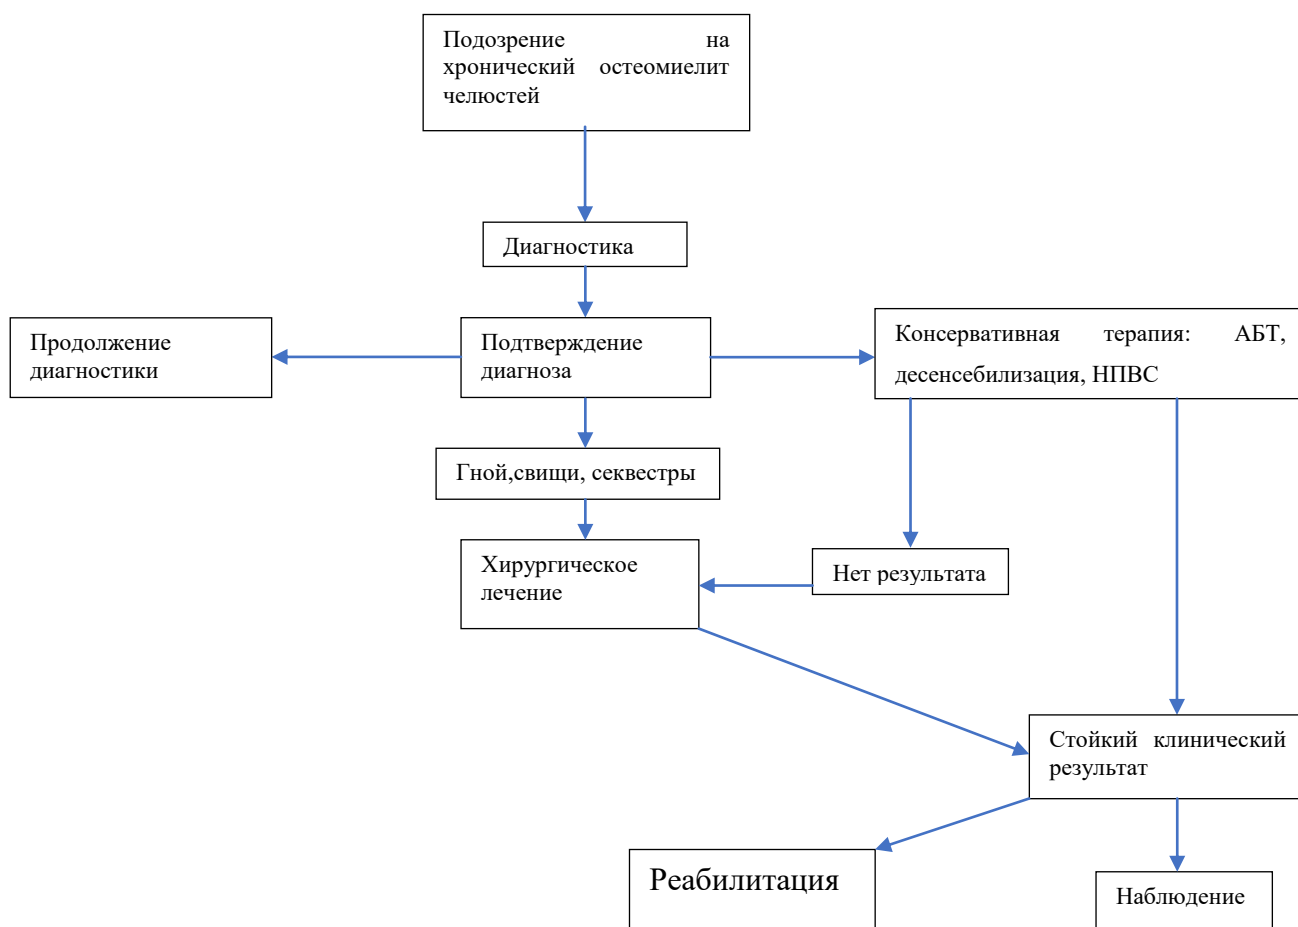 Подозрение на
хронический остеомиелит
челюстей
Диагностика
Продолжение
диагностики
Подтверждение
диагноза
Консервативная терапия: АБТ,
десенсебилизация, НПВС
Гной,свищи, секвестры
Хирургическое
лечение
Нет результата
Стойкий клинический
результат
Реабилитация
Наблюдение